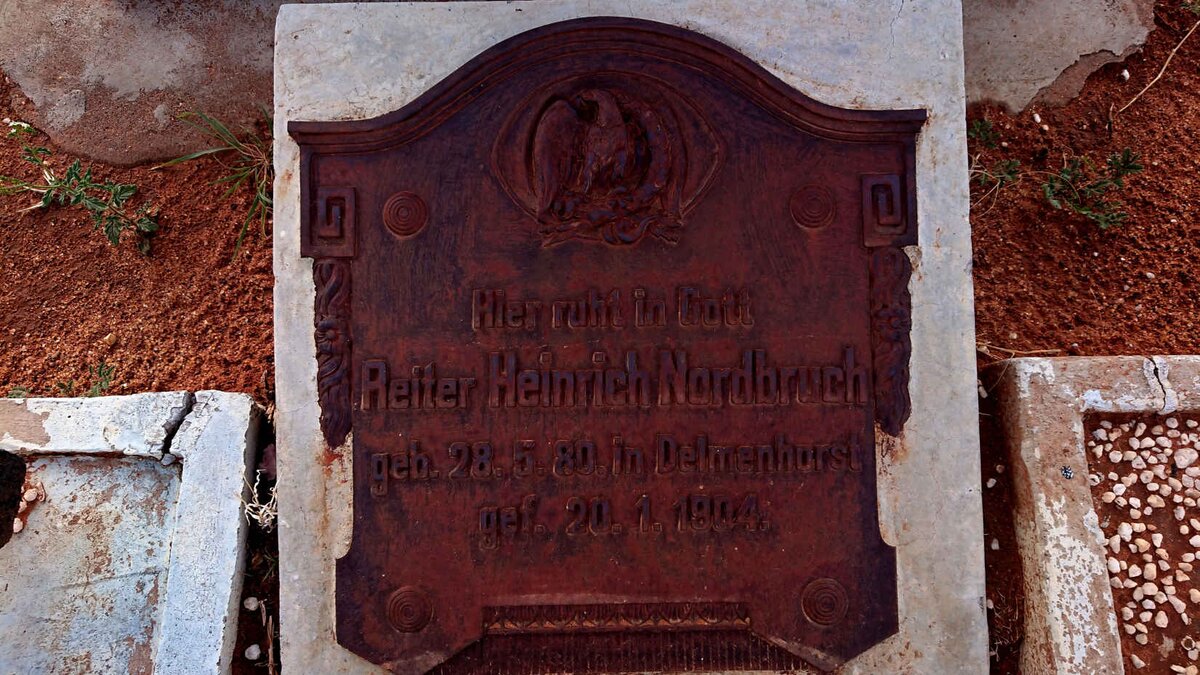 Hier ruht in Gott
Reiter Heinrich Nordbruch
geb. 28. 5. 80. in Delmenhorst
gef. 20. 1. 1904.